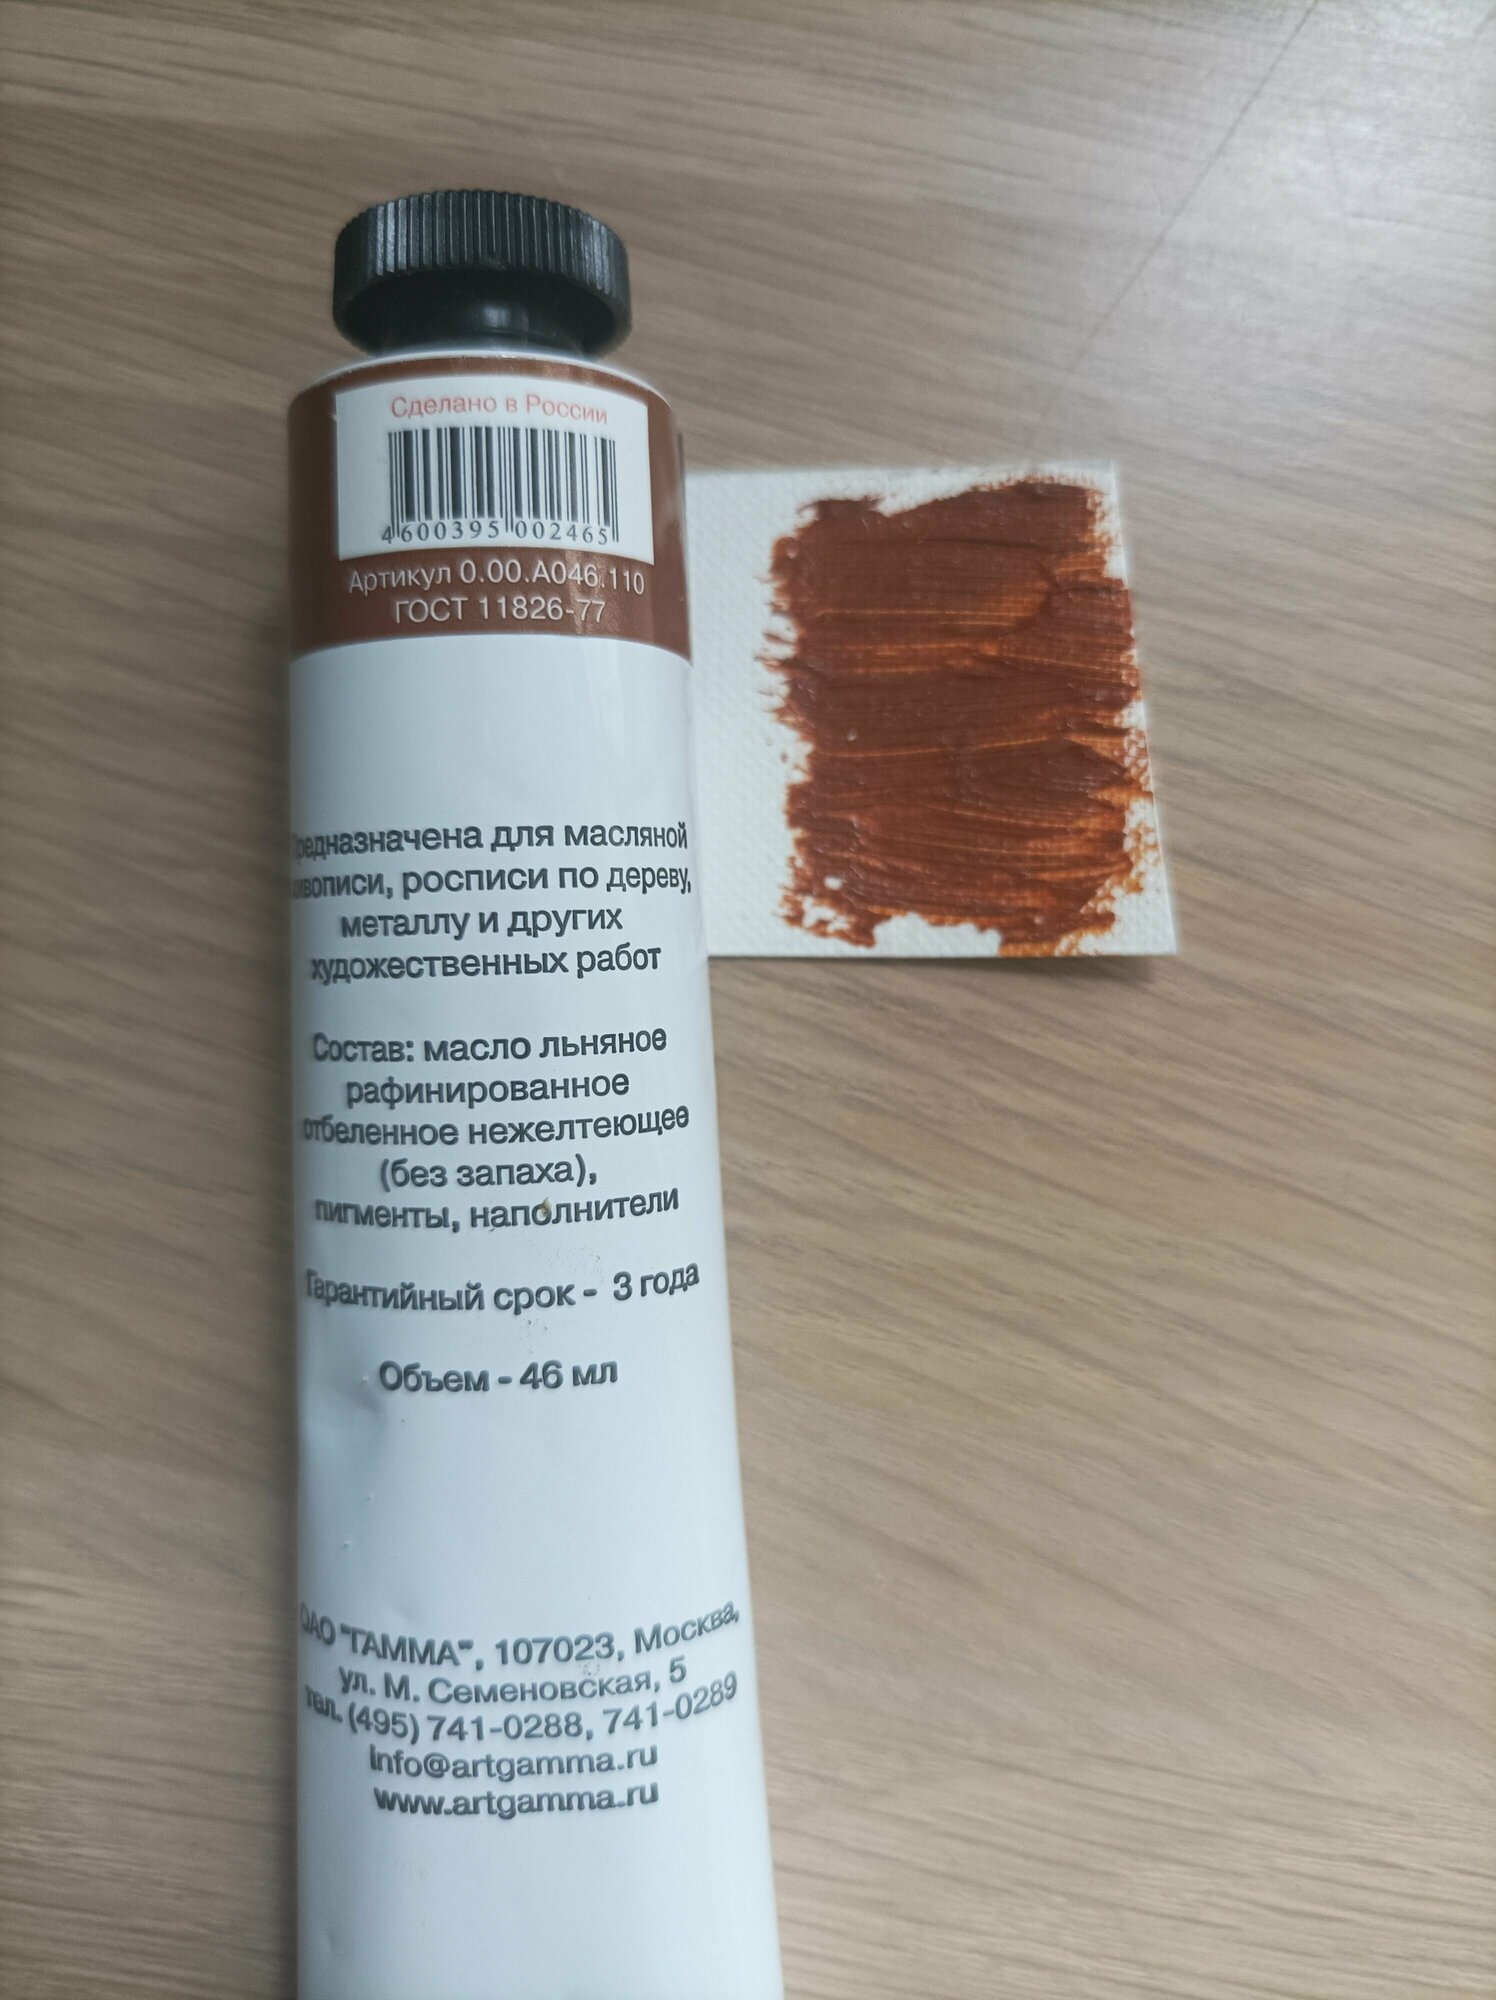 Сделано в России
4600395002465
Артикул 0.00.А046.110
ГОСТ 11826-77
Предназначена для масляной
живописи, росписи по дереву,
металлу и других
художественных работ
Состав: масло льняное
рафинированное
отбеленное нежелтеющее
(без запаха),
пигменты, наполнители
Гарантийный срок - 3 года
Объем - 46 мл
ОАО "ГАММА", 107023, Москва,
ул. М. Семеновская, 5
тел. (495) 741-0288, 741-0289
info@artgamma.ru
www.artgamma.ru